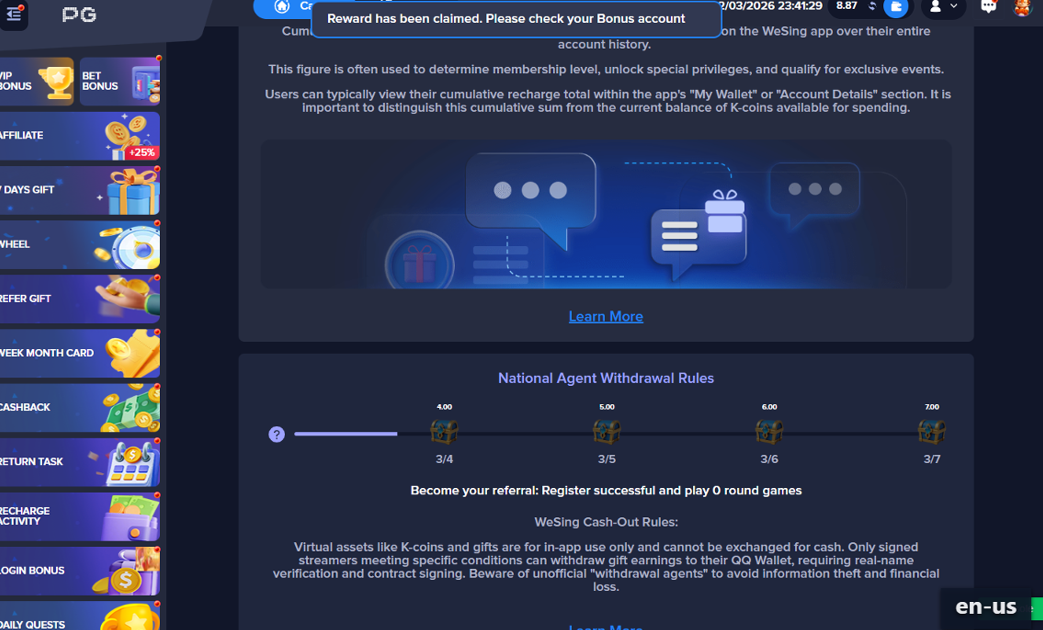 PG
Reward has been claimed. Please check your Bonus account
2/03/2026 23:41:29
8.87
on the WeSing app over their entire
account history.
This figure is often used to determine membership level, unlock special privileges, and qualify for exclusive events.
Users can typically view their cumulative recharge total within the app's "My Wallet" or "Account Details" section. It is
important to distinguish this cumulative sum from the current balance of K-coins available for spending.
Learn More
VIP
BONUS
BET
BONUS
AFFILIATE
+25%
7 DAYS GIFT
WHEEL
REFER GIFT
WEEK MONTH CARD
CASHBACK
RETURN TASK
RECHARGE
ACTIVITY
LOGIN BONUS
DAILY QUESTS
National Agent Withdrawal Rules
4.00
5.00
6.00
7.00
?
3/4
3/5
3/6
3/7
Become your referral: Register successful and play 0 round games
WeSing Cash-Out Rules:
Virtual assets like K-coins and gifts are for in-app use only and cannot be exchanged for cash. Only signed
streamers meeting specific conditions can withdraw gift earnings to their QQ Wallet, requiring real-name
verification and contract signing. Beware of unofficial "withdrawal agents" to avoid information theft and financial
loss.
Learn More
en-us